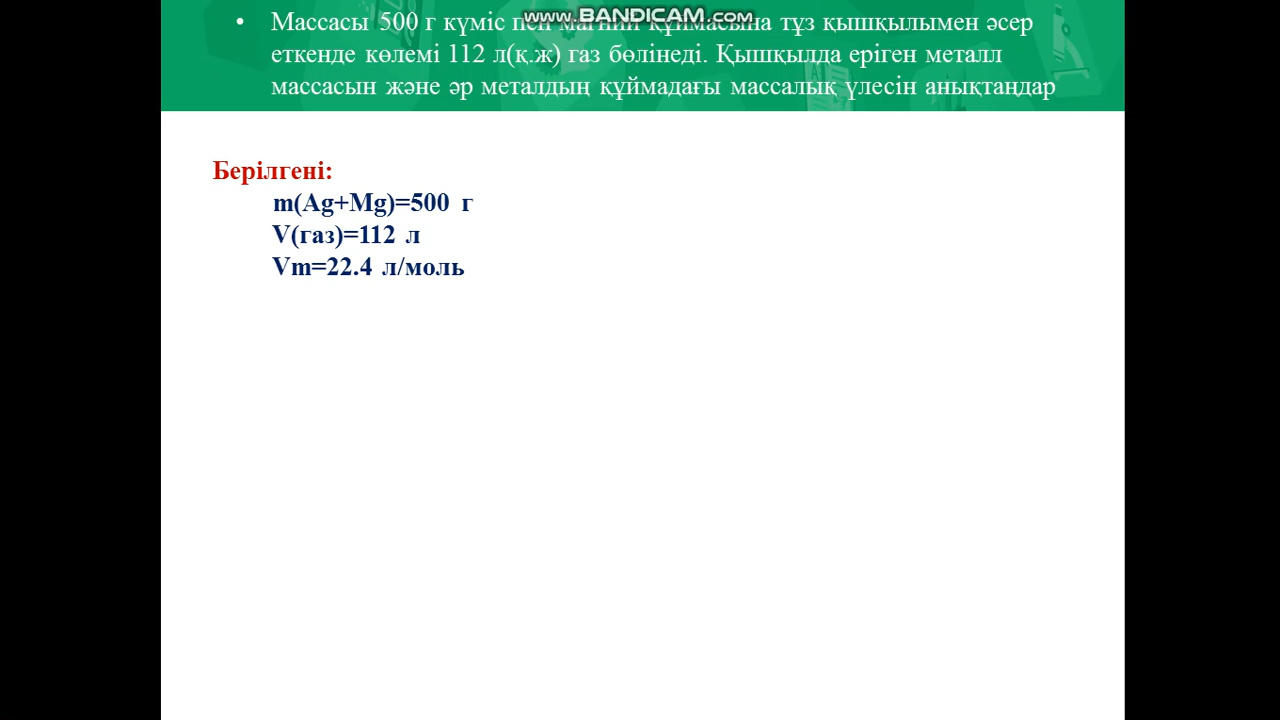 www.BANDICAM.com
• Массасы 500 г күміс пен магний құймасына тұз қышқылымен әсер
еткенде көлемі 112 л(қ.ж) газ бөлінеді. Қышқылда еріген металл
массасын және әр металдың құймадағы массалық үлесін анықтаңдар
Берілгені:
m(Ag+Mg)=500 г
V(газ)=112 л
Vm=22.4 л/моль